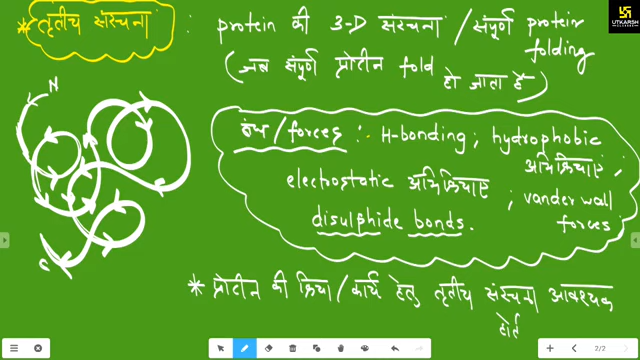 UTKARSH
* तृतीय संरचना : protein की 3-D संरचना / संपूर्ण protein folding
(जब संपूर्ण प्रोटीन fold हो जाता है)
N
C
बंध / forces :- H-bonding ; hydrophobic
अभिक्रियाएं ;
electrostatic अभिक्रियाएं ; vander wall forces
disulphide bonds.
* प्रोटीन की क्रिया / कार्य हेतु तृतीय संरचना आवश्यक
होती
2/2